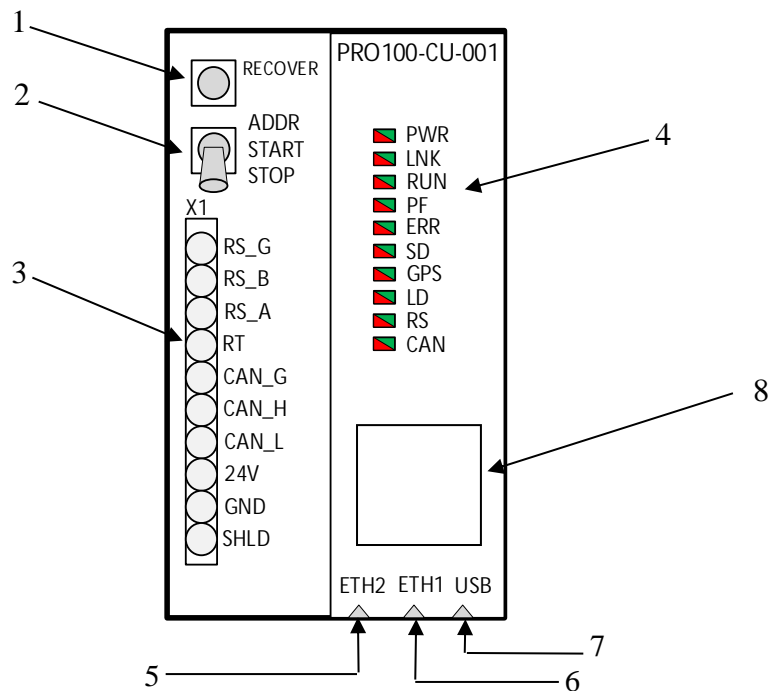 1
RECOVER
2
ADDR
START
STOP
X1
3
RS_G
RS_B
RS_A
RT
CAN_G
CAN_H
CAN_L
24V
GND
SHLD
PRO100-CU-001
PWR
LNK
RUN
PF
ERR
SD
GPS
LD
RS
CAN
4
8
ETH2 ETH1 USB
5
6
7